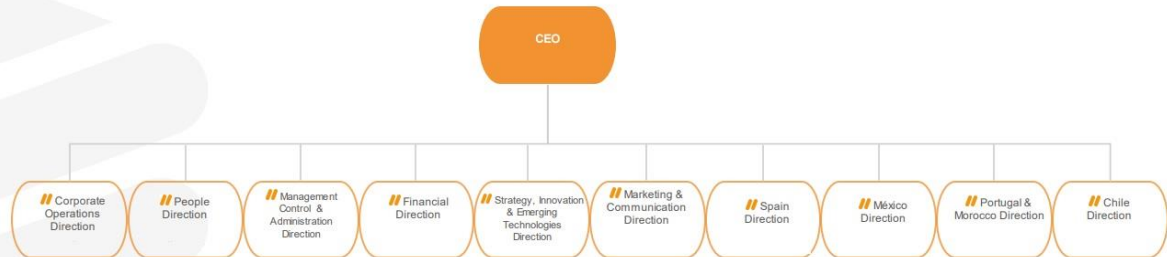 CEO
Corporate
Operations
Direction
People
Direction
Management
Control &
Administration
Direction
Financial
Direction
Strategy, Innovation
& Emerging
Technologies
Direction
Marketing &
Communication
Direction
Spain
Direction
México
Direction
Portugal &
Morocco Direction
Chile
Direction